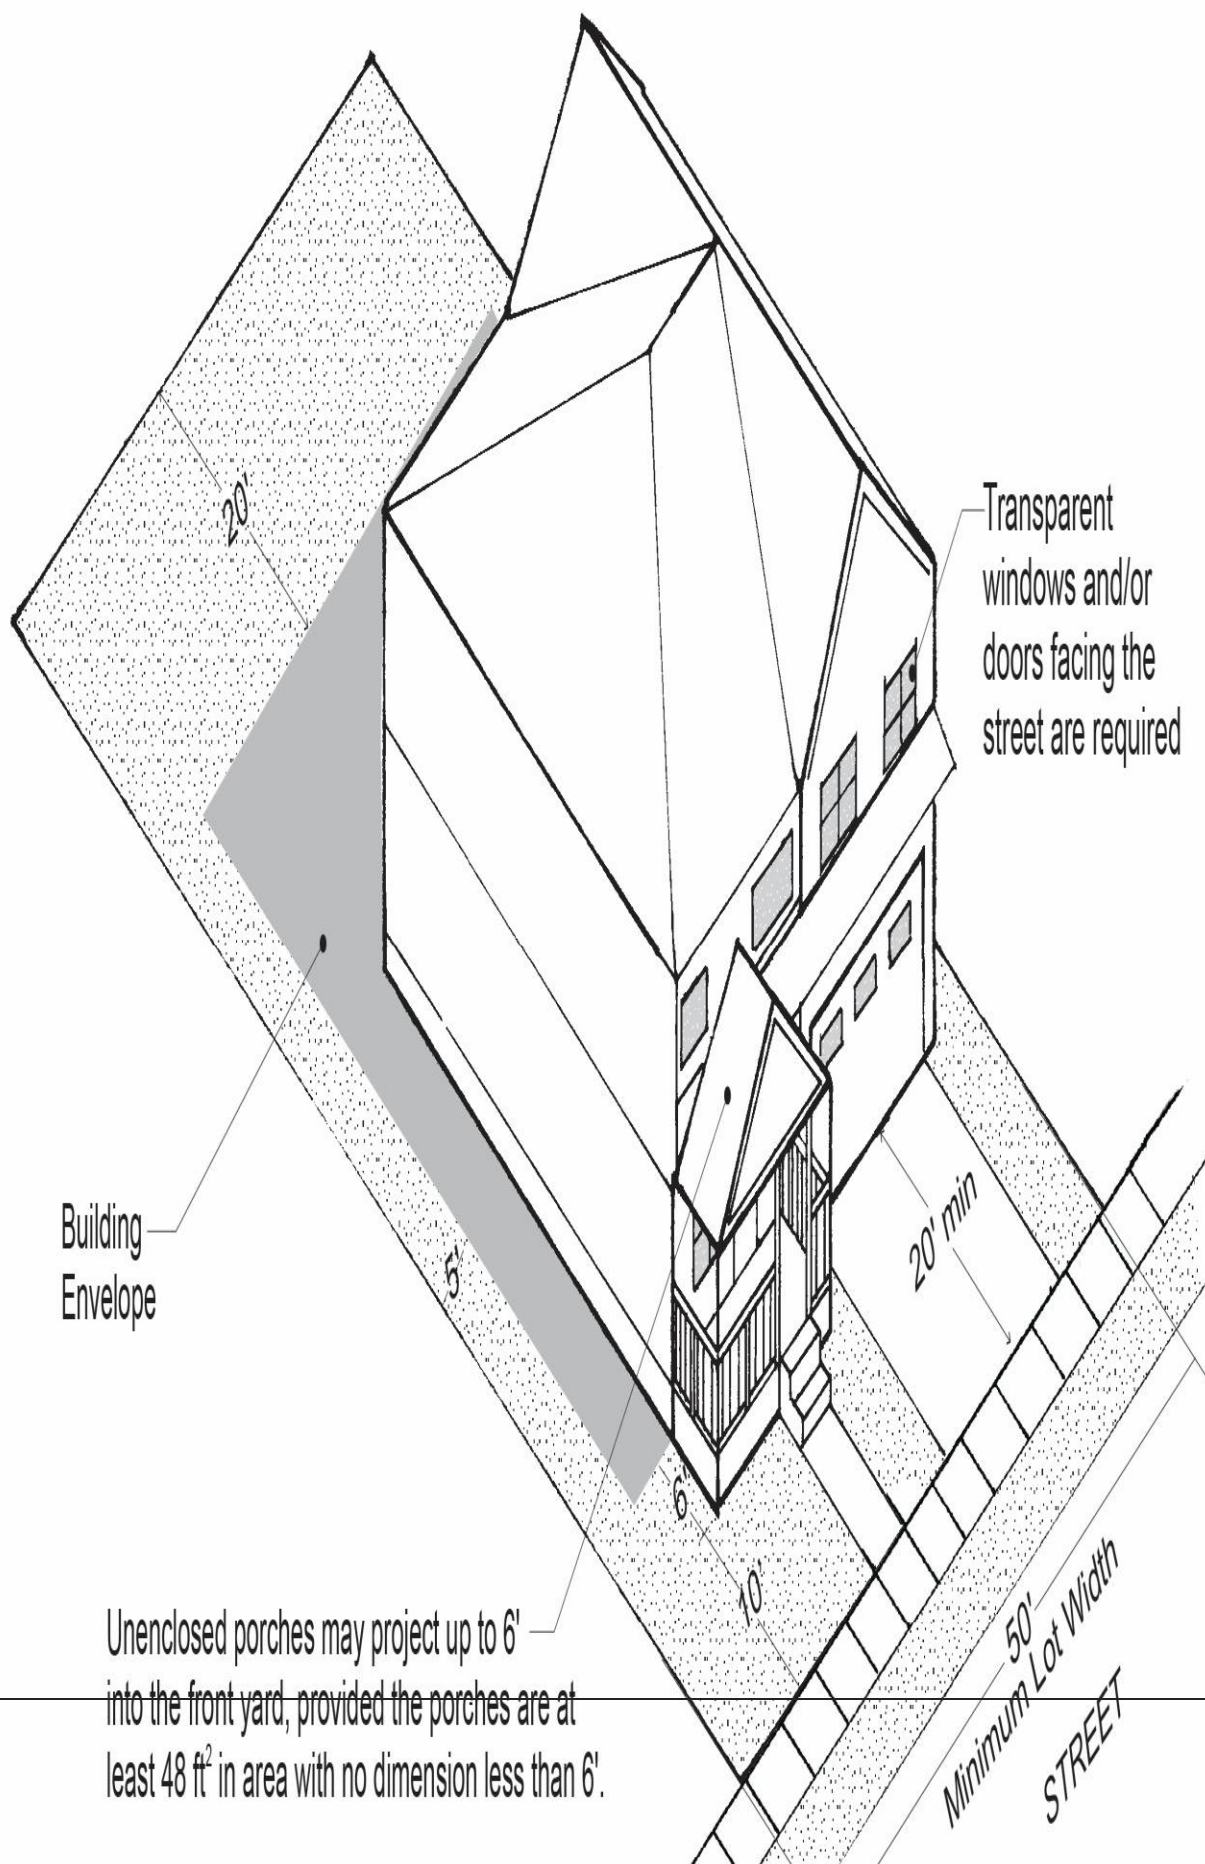 20'
Transparent
windows and/or
doors facing the
street are required
20' min
Building
Envelope
5'
6'
10'
Unenclosed porches may project up to 6'
into the front yard, provided the porches are at
least 48 ft² in area with no dimension less than 6'.
50'
Minimum Lot Width
STREET